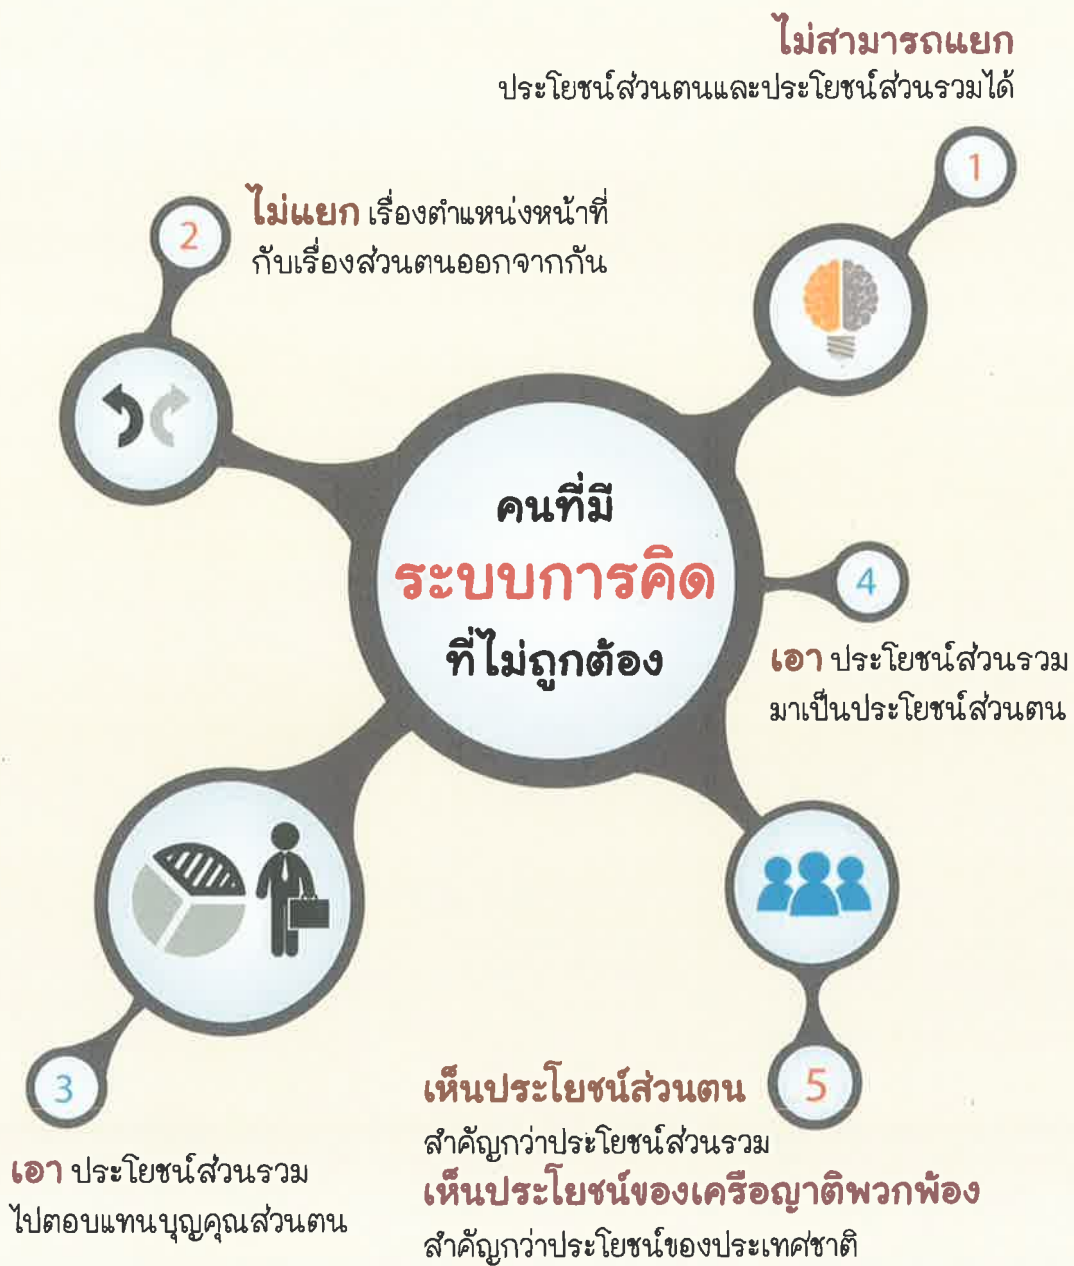 ไม่สามารถแยก
ประโยชน์ส่วนตนและประโยชน์ส่วนรวมได้
1
2
ไม่แยก เรื่องตำแหน่งหน้าที่
กับเรื่องส่วนตนออกจากกัน
คนที่มี
ระบบการคิด
ที่ไม่ถูกต้อง
4
เอา ประโยชน์ส่วนรวม
มาเป็นประโยชน์ส่วนตน
3
เอา ประโยชน์ส่วนรวม
ไปตอบแทนบุญคุณส่วนตน
5
เห็นประโยชน์ส่วนตน
สำคัญกว่าประโยชน์ส่วนรวม
เห็นประโยชน์ของเครือญาติพวกพ้อง
สำคัญกว่าประโยชน์ของประเทศชาติ